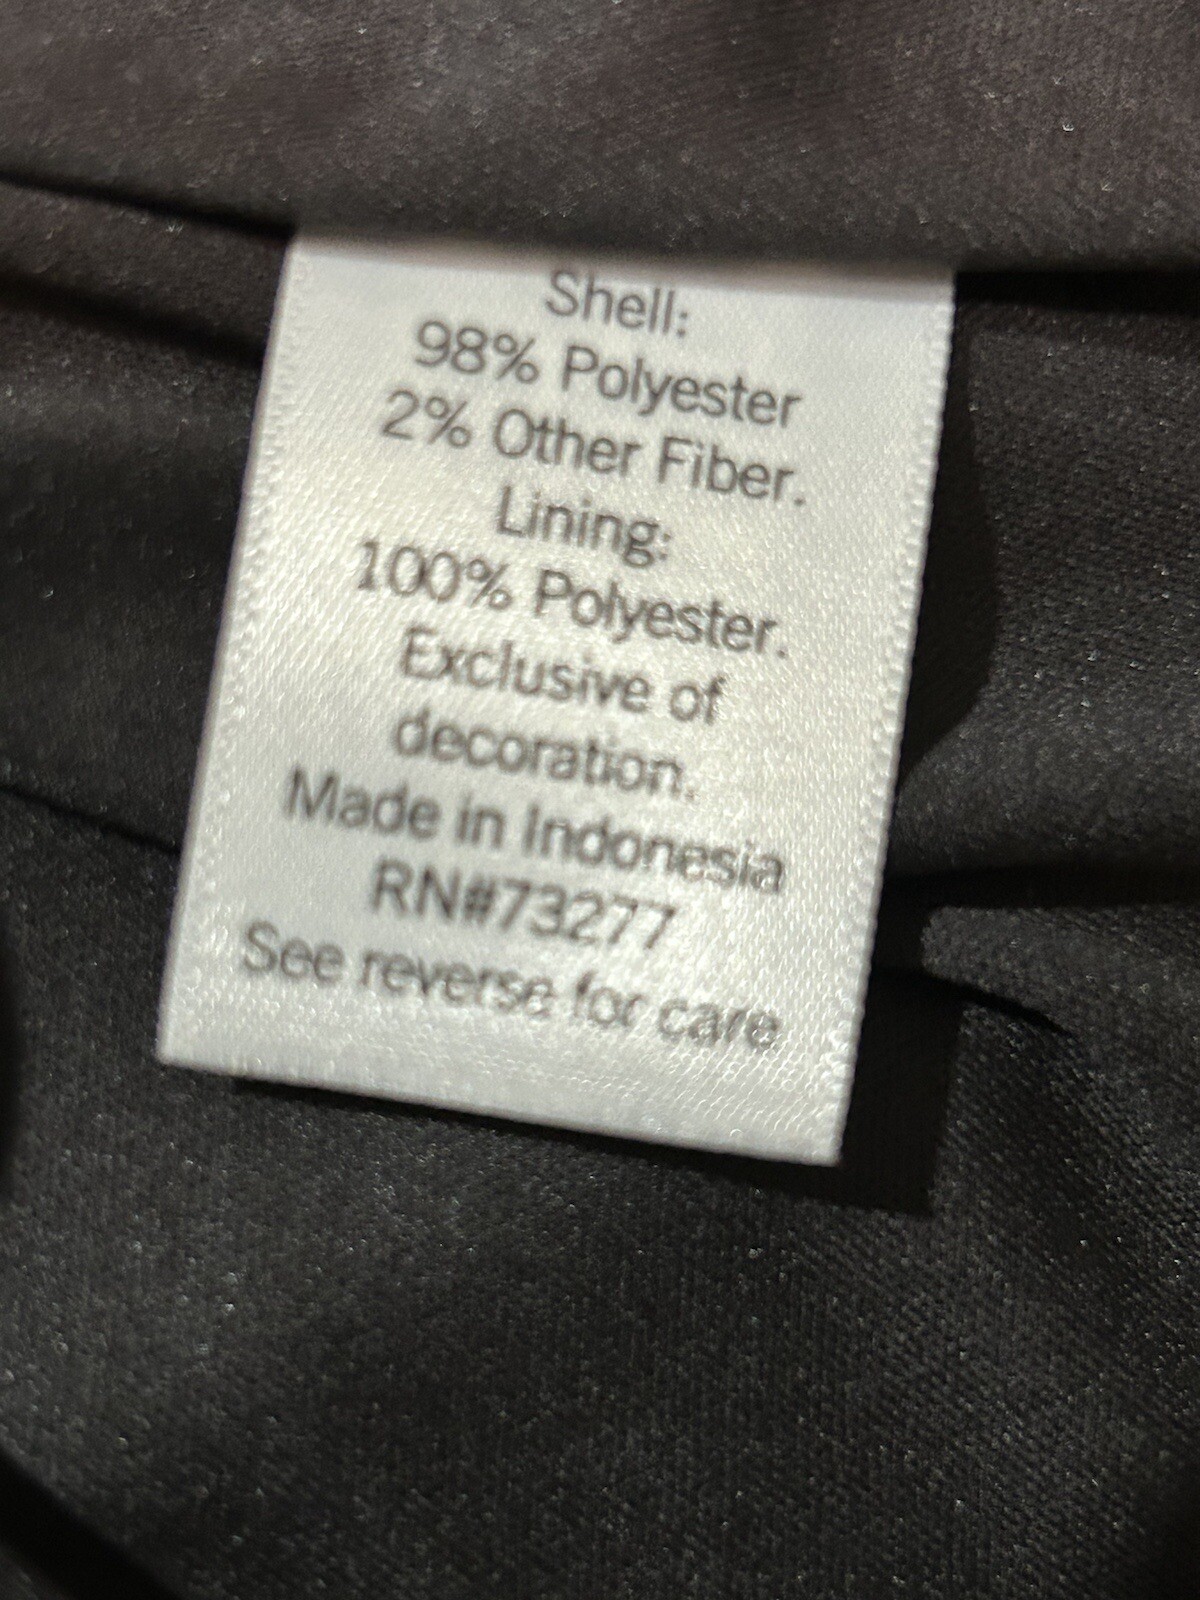 Shell:
98% Polyester
2% Other Fiber.
Lining:
100% Polyester.
Exclusive of
decoration.
Made in Indonesia
RN#73277
See reverse for care